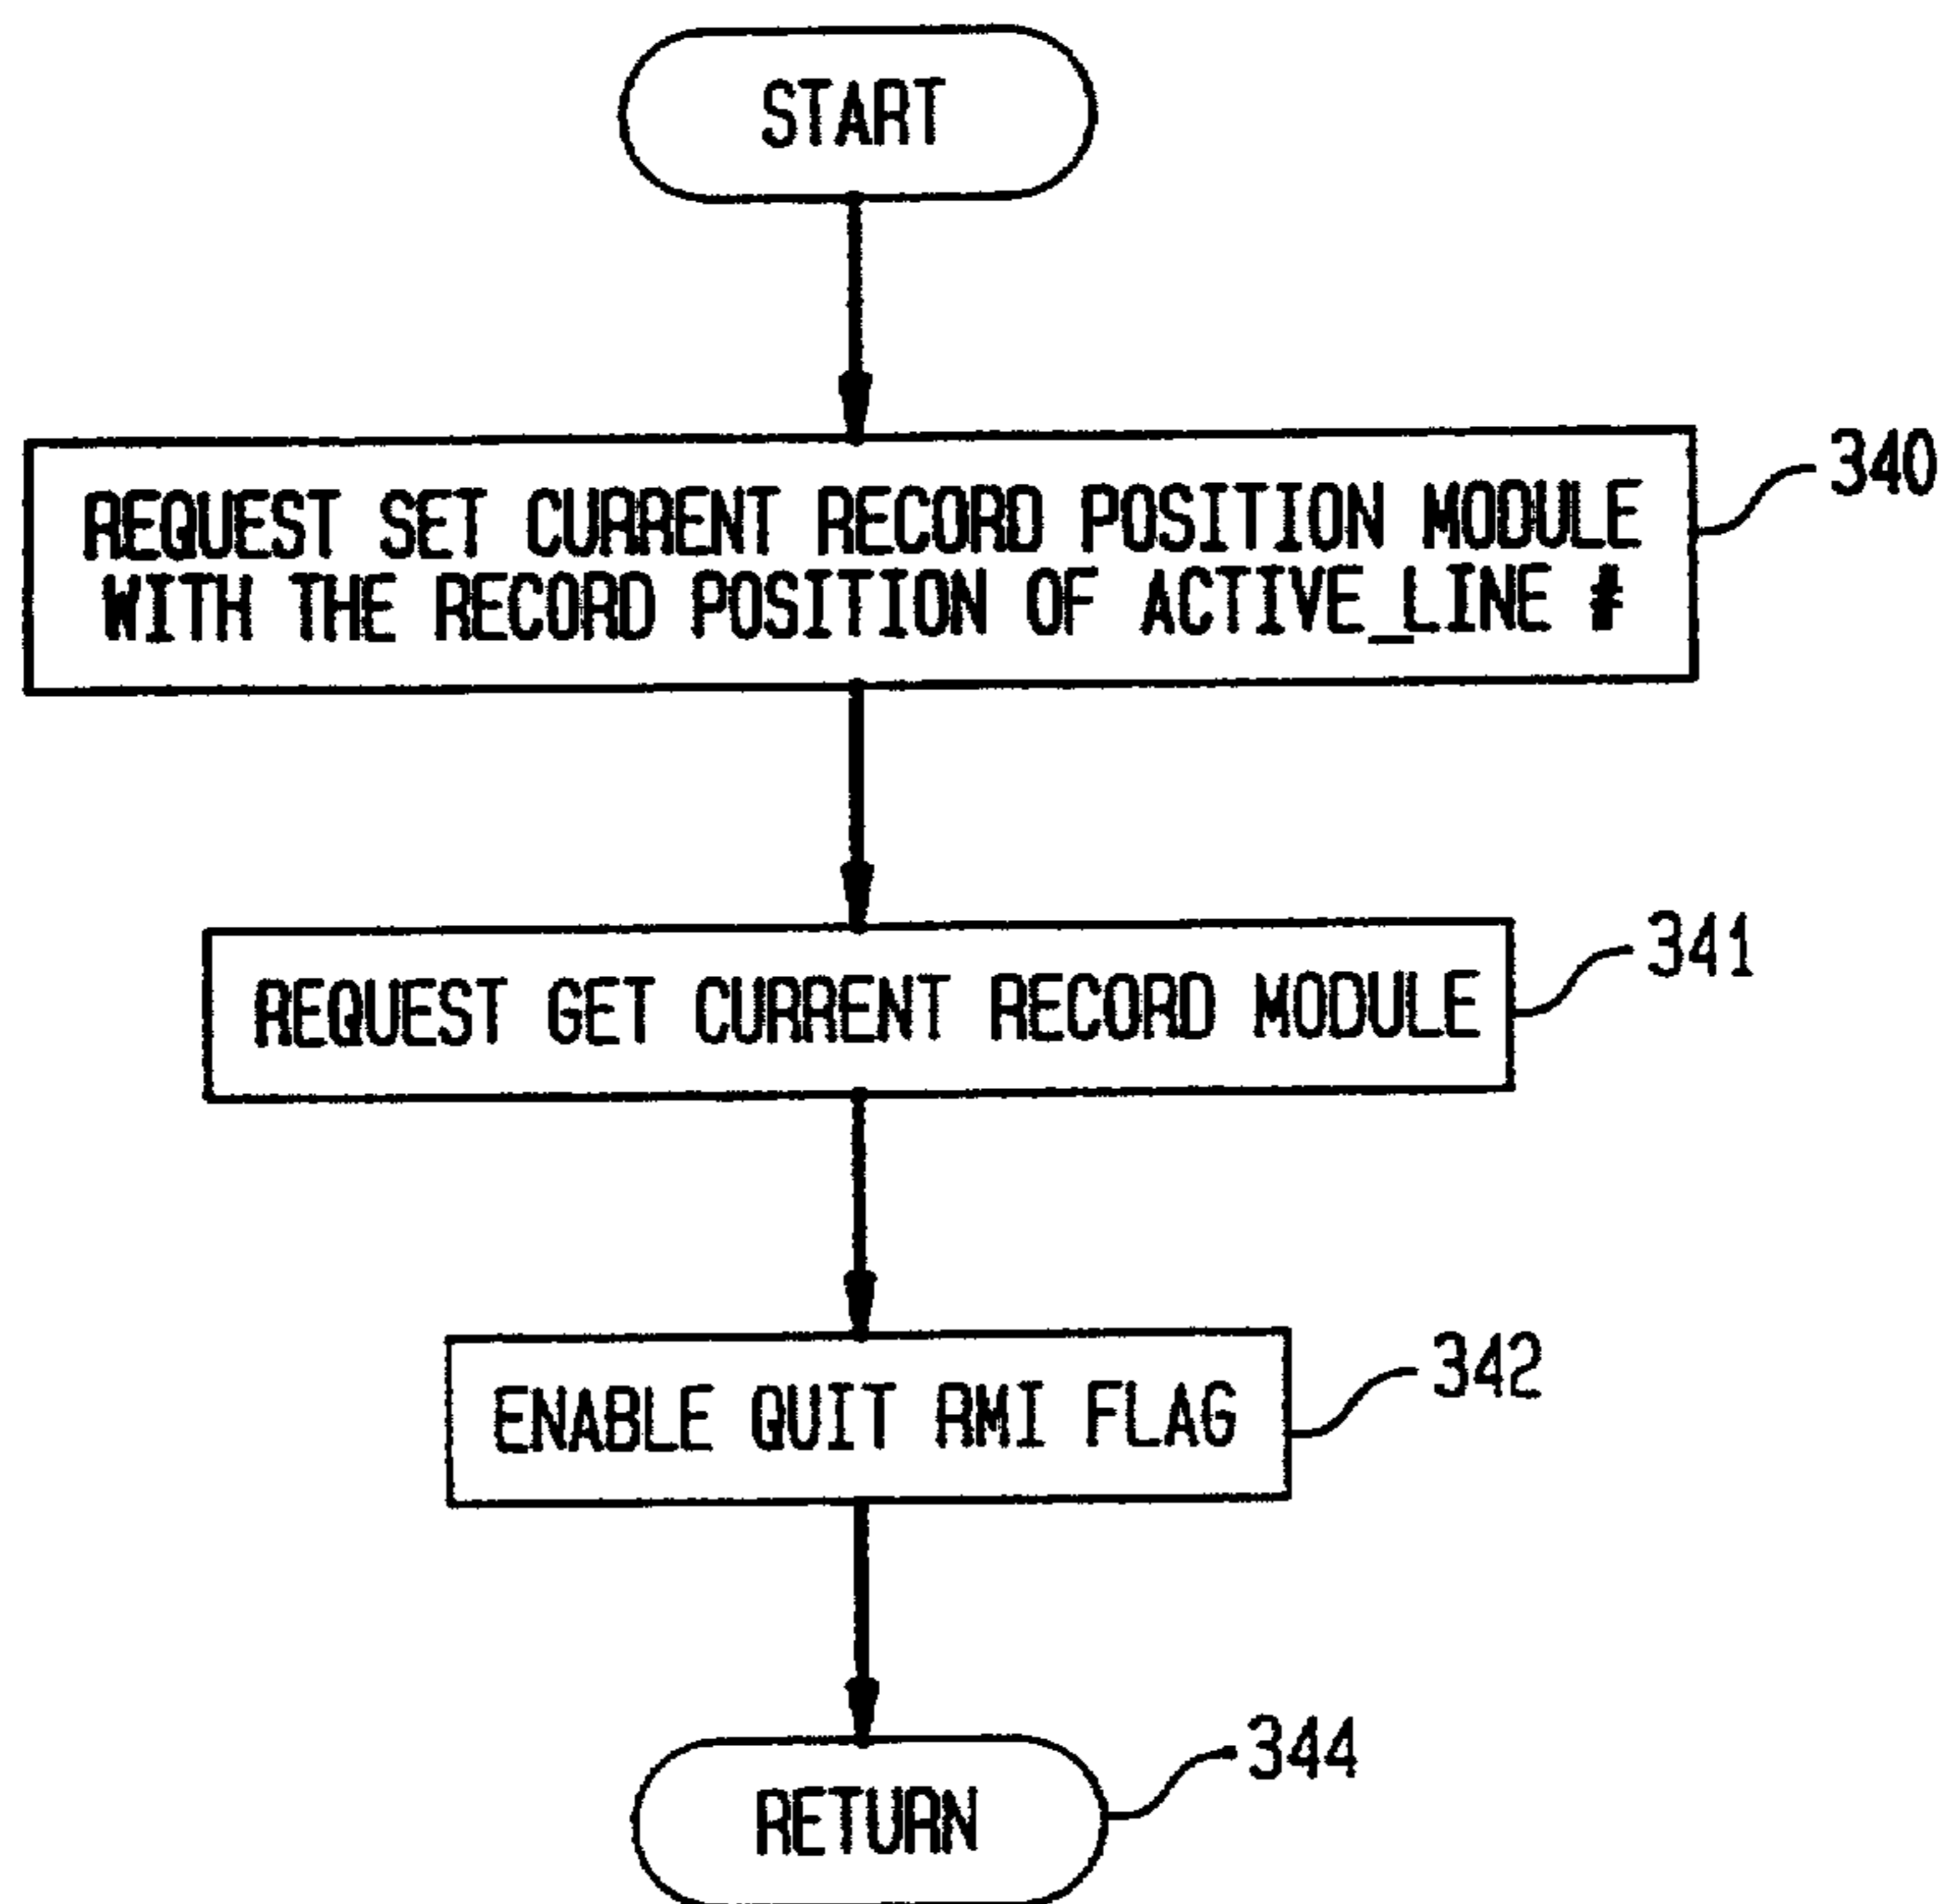 START
REQUEST SET CURRENT RECORD POSITION MODULE
WITH THE RECORD POSITION OF ACTIVE_LINE #
340
REQUEST GET CURRENT RECORD MODULE
341
ENABLE QUIT RMI FLAG
342
RETURN
344